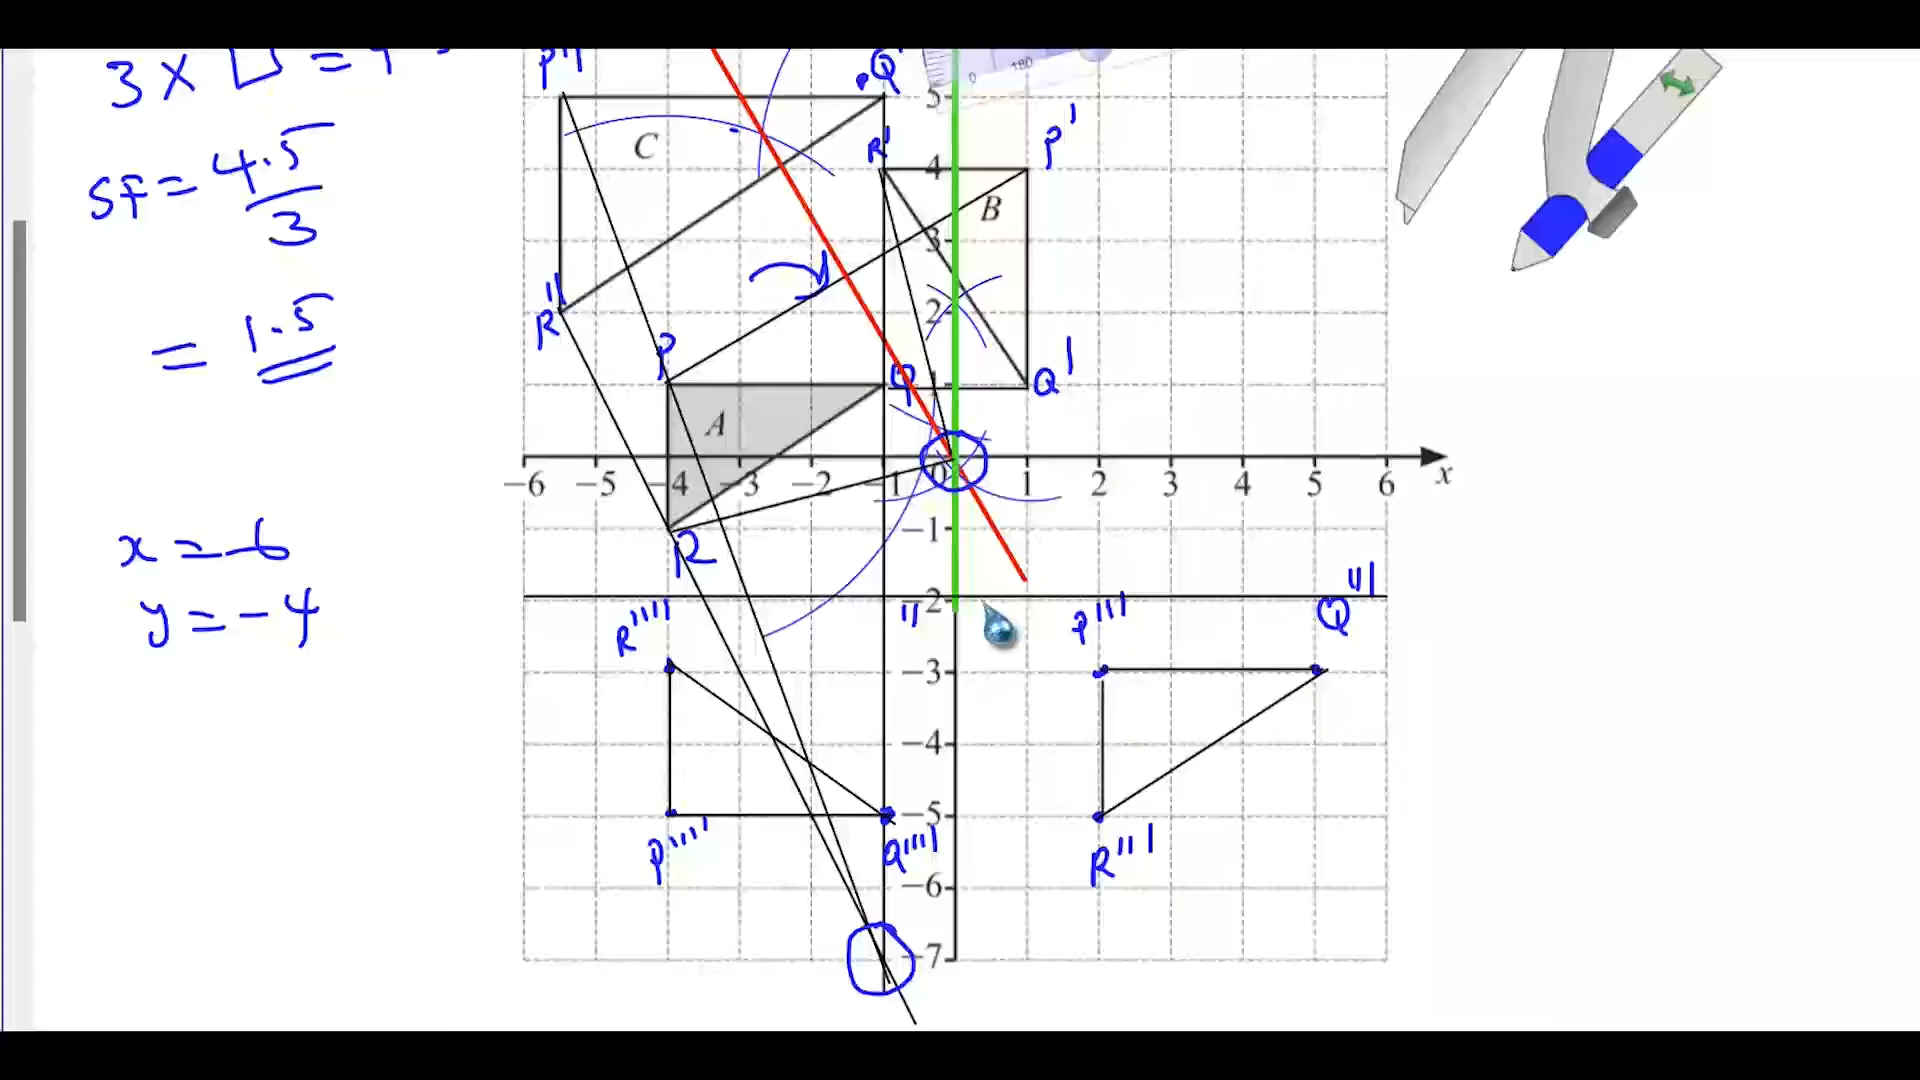 3 x □ = 4
SF = 4.5
3
= 1.5
x = -6
y = -4
P" Q"
0 180
5
C R' 4 P'
B
3
R" 2
P
Q 1 Q'
A
-6 -5 -4 -3 -2 -1 0 1 2 3 4 5 6 x
R -1
R'''' -2 P''' Q'''
-3
-4
-5
P'''' Q'''' R'''
-6
-7